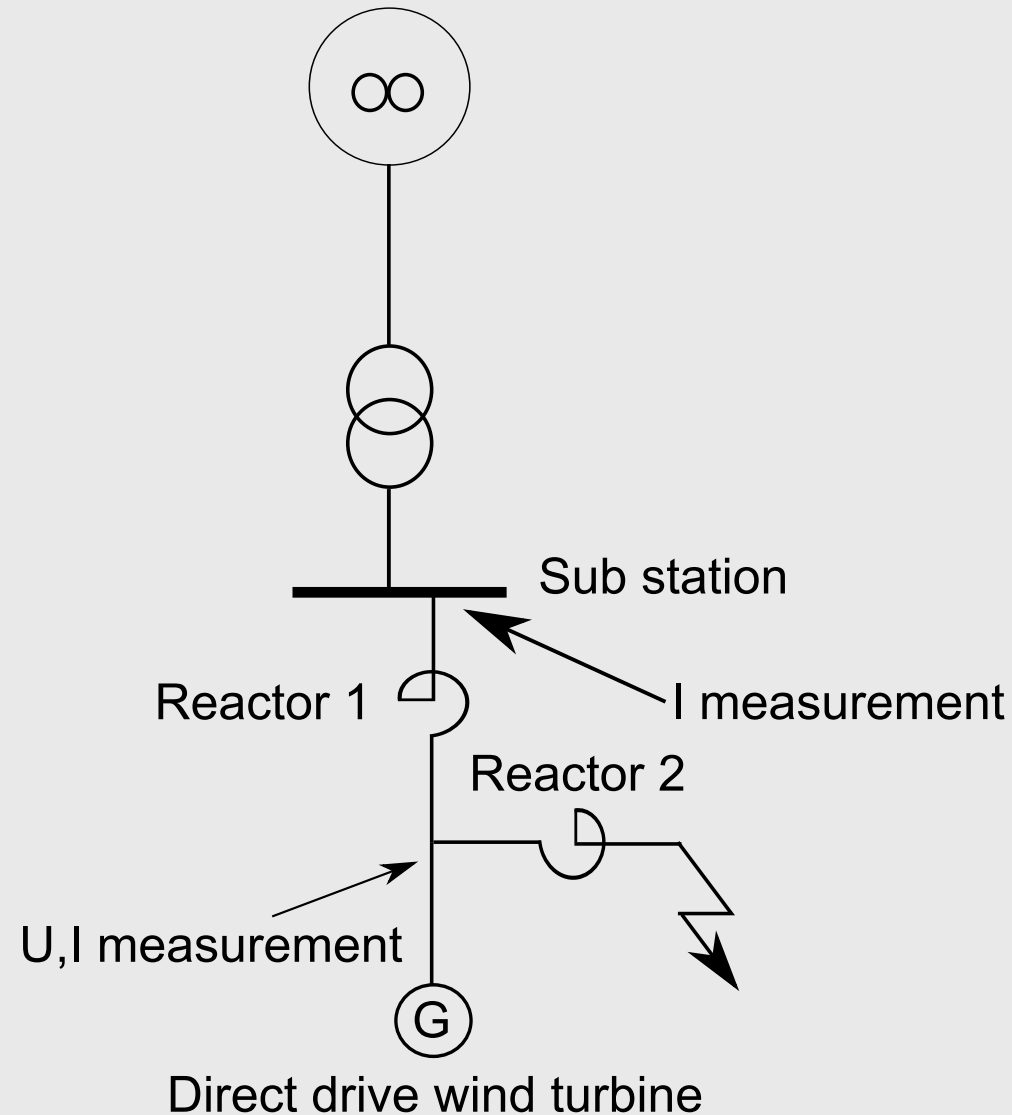 ∞
Sub station
Reactor 1
I measurement
Reactor 2
U,I measurement
G
Direct drive wind turbine